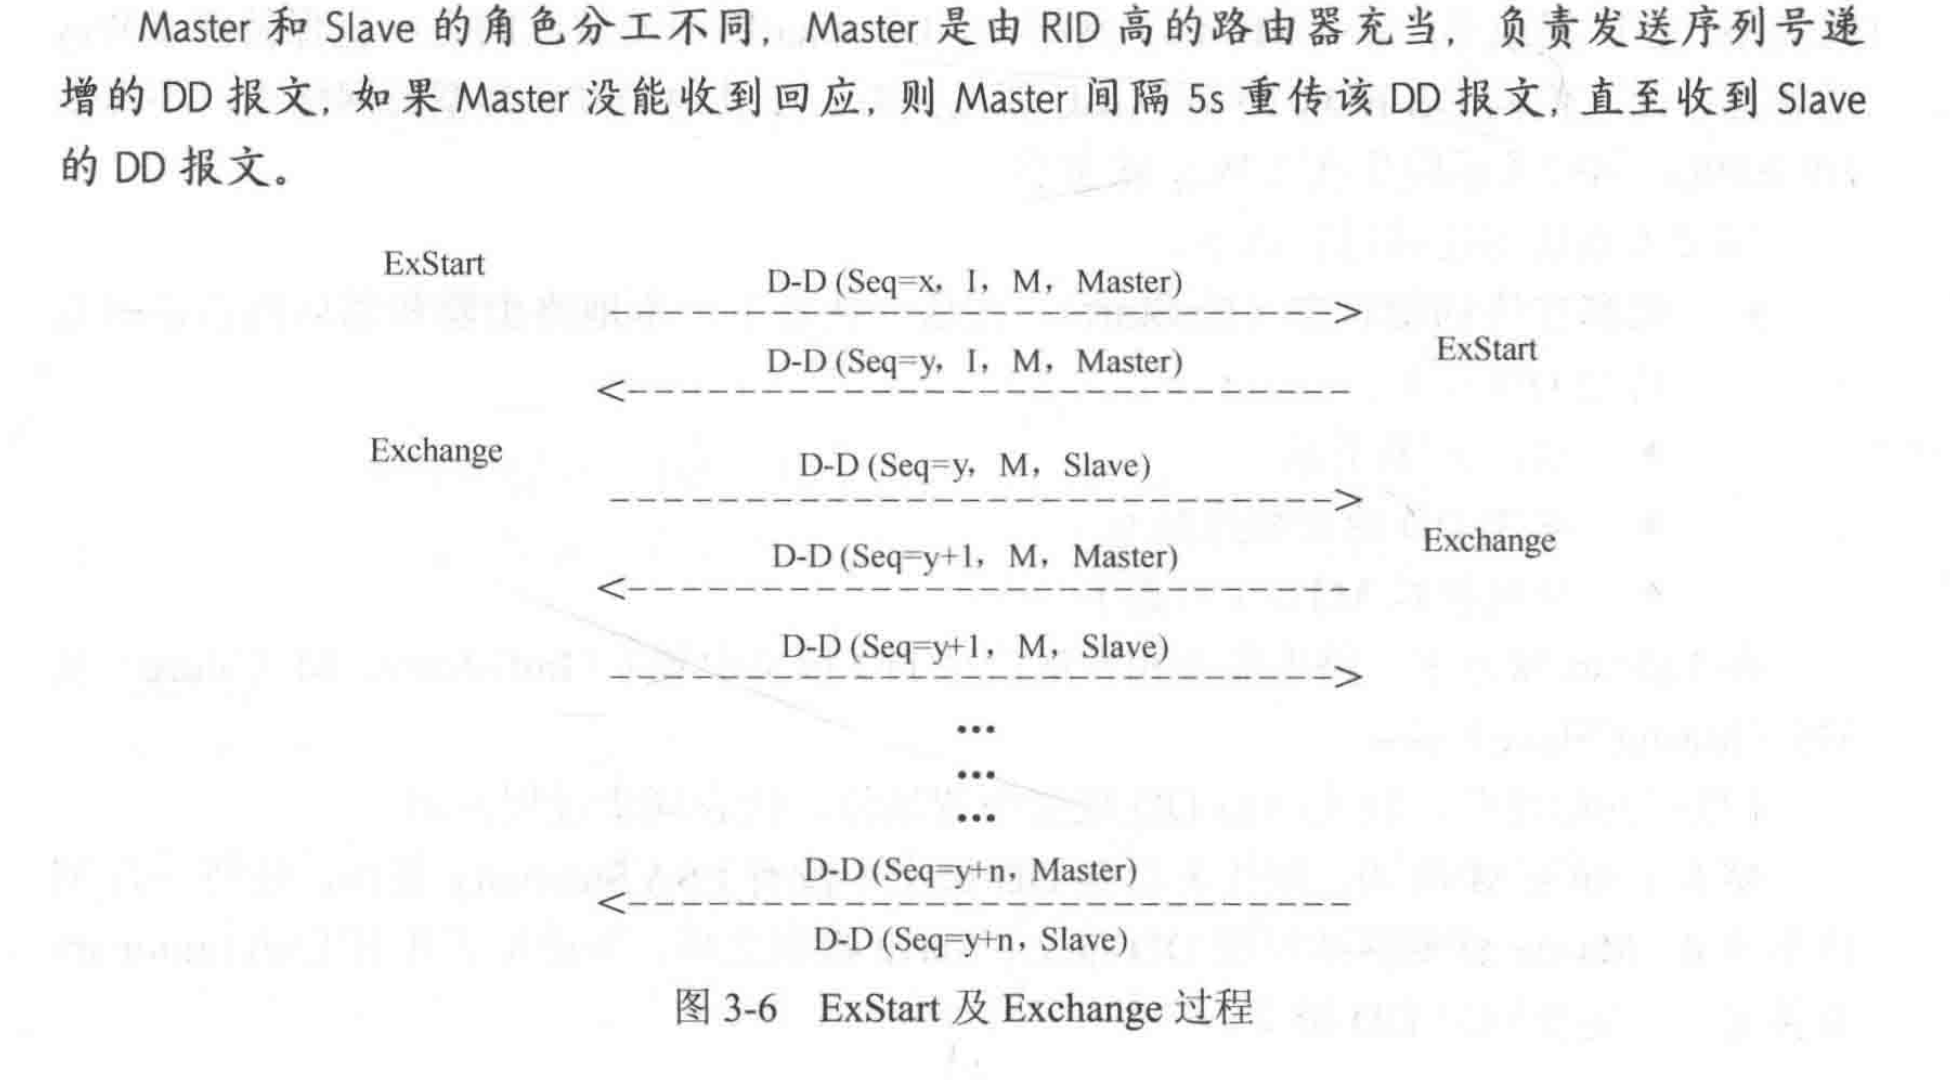 Master 和 Slave 的角色分工不同，Master 是由 RID 高的路由器充当，负责发送序列号递
增的 DD 报文，如果 Master 没能收到回应，则 Master 间隔 5s 重传该 DD 报文，直至收到 Slave
的 DD 报文。
ExStart
D-D (Seq=x, I, M, Master)
ExStart
D-D (Seq=y, I, M, Master)
Exchange
D-D (Seq=y, M, Slave)
Exchange
D-D (Seq=y+1, M, Master)
D-D (Seq=y+1, M, Slave)
...
...
...
D-D (Seq=y+n, Master)
D-D (Seq=y+n, Slave)
图 3-6 ExStart 及 Exchange 过程